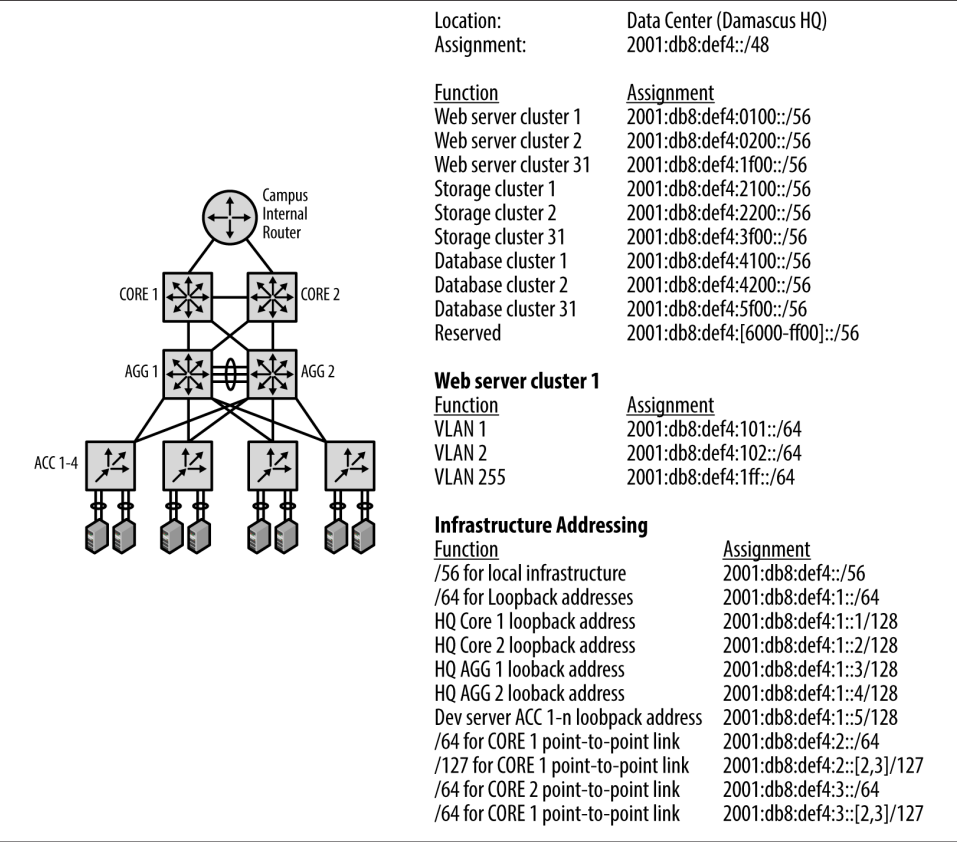 Location: Data Center (Damascus HQ)
Assignment: 2001:db8:def4::/48
Function Assignment
Web server cluster 1 2001:db8:def4:0100::/56
Web server cluster 2 2001:db8:def4:0200::/56
Web server cluster 31 2001:db8:def4:1f00::/56
Storage cluster 1 2001:db8:def4:2100::/56
Storage cluster 2 2001:db8:def4:2200::/56
Storage cluster 31 2001:db8:def4:3f00::/56
Database cluster 1 2001:db8:def4:4100::/56
Database cluster 2 2001:db8:def4:4200::/56
Database cluster 31 2001:db8:def4:5f00::/56
Reserved 2001:db8:def4:[6000-ff00]::/56
Web server cluster 1
Function Assignment
VLAN 1 2001:db8:def4:101::/64
VLAN 2 2001:db8:def4:102::/64
VLAN 255 2001:db8:def4:1ff::/64
Infrastructure Addressing
Function Assignment
/56 for local infrastructure 2001:db8:def4::/56
/64 for Loopback addresses 2001:db8:def4:1::/64
HQ Core 1 loopback address 2001:db8:def4:1::1/128
HQ Core 2 loopback address 2001:db8:def4:1::2/128
HQ AGG 1 looback address 2001:db8:def4:1::3/128
HQ AGG 2 looback address 2001:db8:def4:1::4/128
Dev server ACC 1-n loobpack address 2001:db8:def4:1::5/128
/64 for CORE 1 point-to-point link 2001:db8:def4:2::/64
/127 for CORE 1 point-to-point link 2001:db8:def4:2::[2,3]/127
/64 for CORE 2 point-to-point link 2001:db8:def4:3::/64
/64 for CORE 1 point-to-point link 2001:db8:def4:3::[2,3]/127
Campus
Internal
Router
CORE 1
CORE 2
AGG 1
AGG 2
ACC 1-4